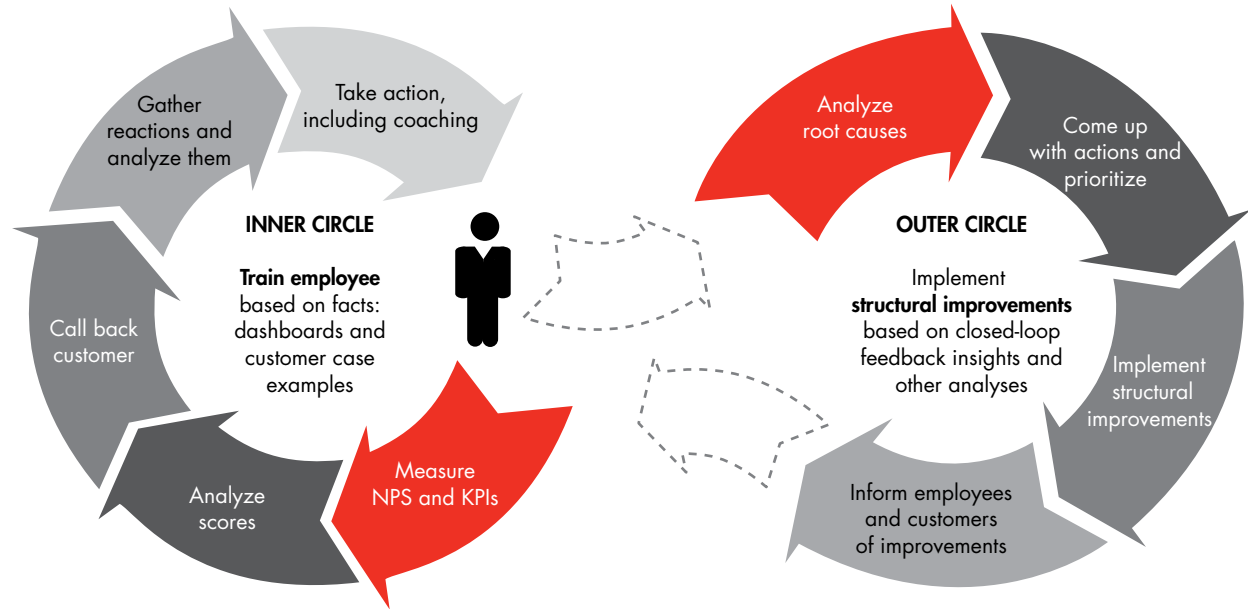 Gather
reactions and
analyze them
Take action,
including coaching
Call back
customer
Analyze
scores
Measure
NPS and KPIs
INNER CIRCLE
Train employee
based on facts:
dashboards and
customer case
examples
Analyze
root causes
Come up
with actions and
prioritize
Implement
structural
improvements
Inform employees
and customers
of improvements
OUTER CIRCLE
Implement
structural improvements
based on closed-loop
feedback insights and
other analyses